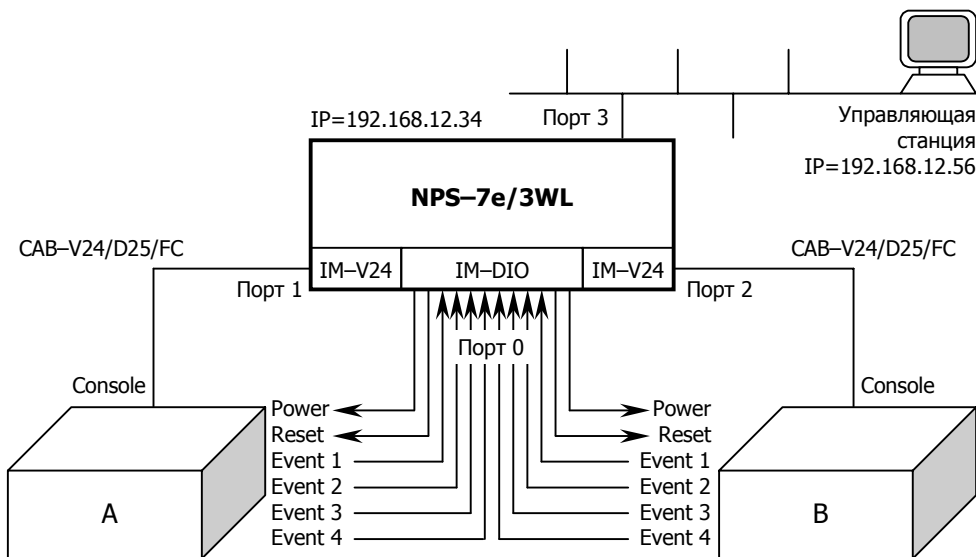 IP=192.168.12.34
Порт 3
Управляющая
станция
IP=192.168.12.56
NPS–7e/3WL
CAB–V24/D25/FC
CAB–V24/D25/FC
IM–V24
IM–DIO
IM–V24
Порт 1
Порт 2
Порт 0
Console
Console
Power
Power
Reset
Reset
Event 1
Event 1
Event 2
Event 2
A
B
Event 3
Event 3
Event 4
Event 4